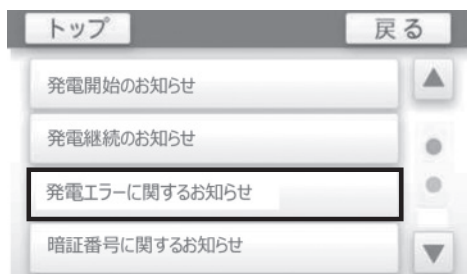 トップ
戻る
発電開始のお知らせ
発電継続のお知らせ
発電エラーに関するお知らせ
暗証番号に関するお知らせ